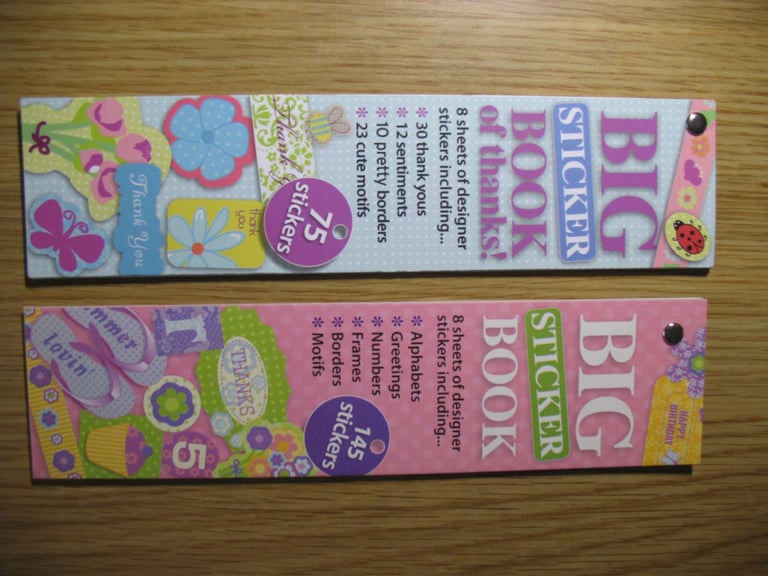 BIG
STICKER
BOOK
of thanks!
8 sheets of designer
stickers including...
* 30 thank yous
* 12 sentiments
* 10 pretty borders
* 23 cute motifs
75
stickers
Thank
thank
you
Thank You
HAPPY
BIRTHDAY
BIG
STICKER
BOOK
8 sheets of designer
stickers including...
* Alphabets
* Greetings
* Numbers
* Frames
* Borders
* Motifs
145
stickers
THANKS
r
ummer
lovin'
5